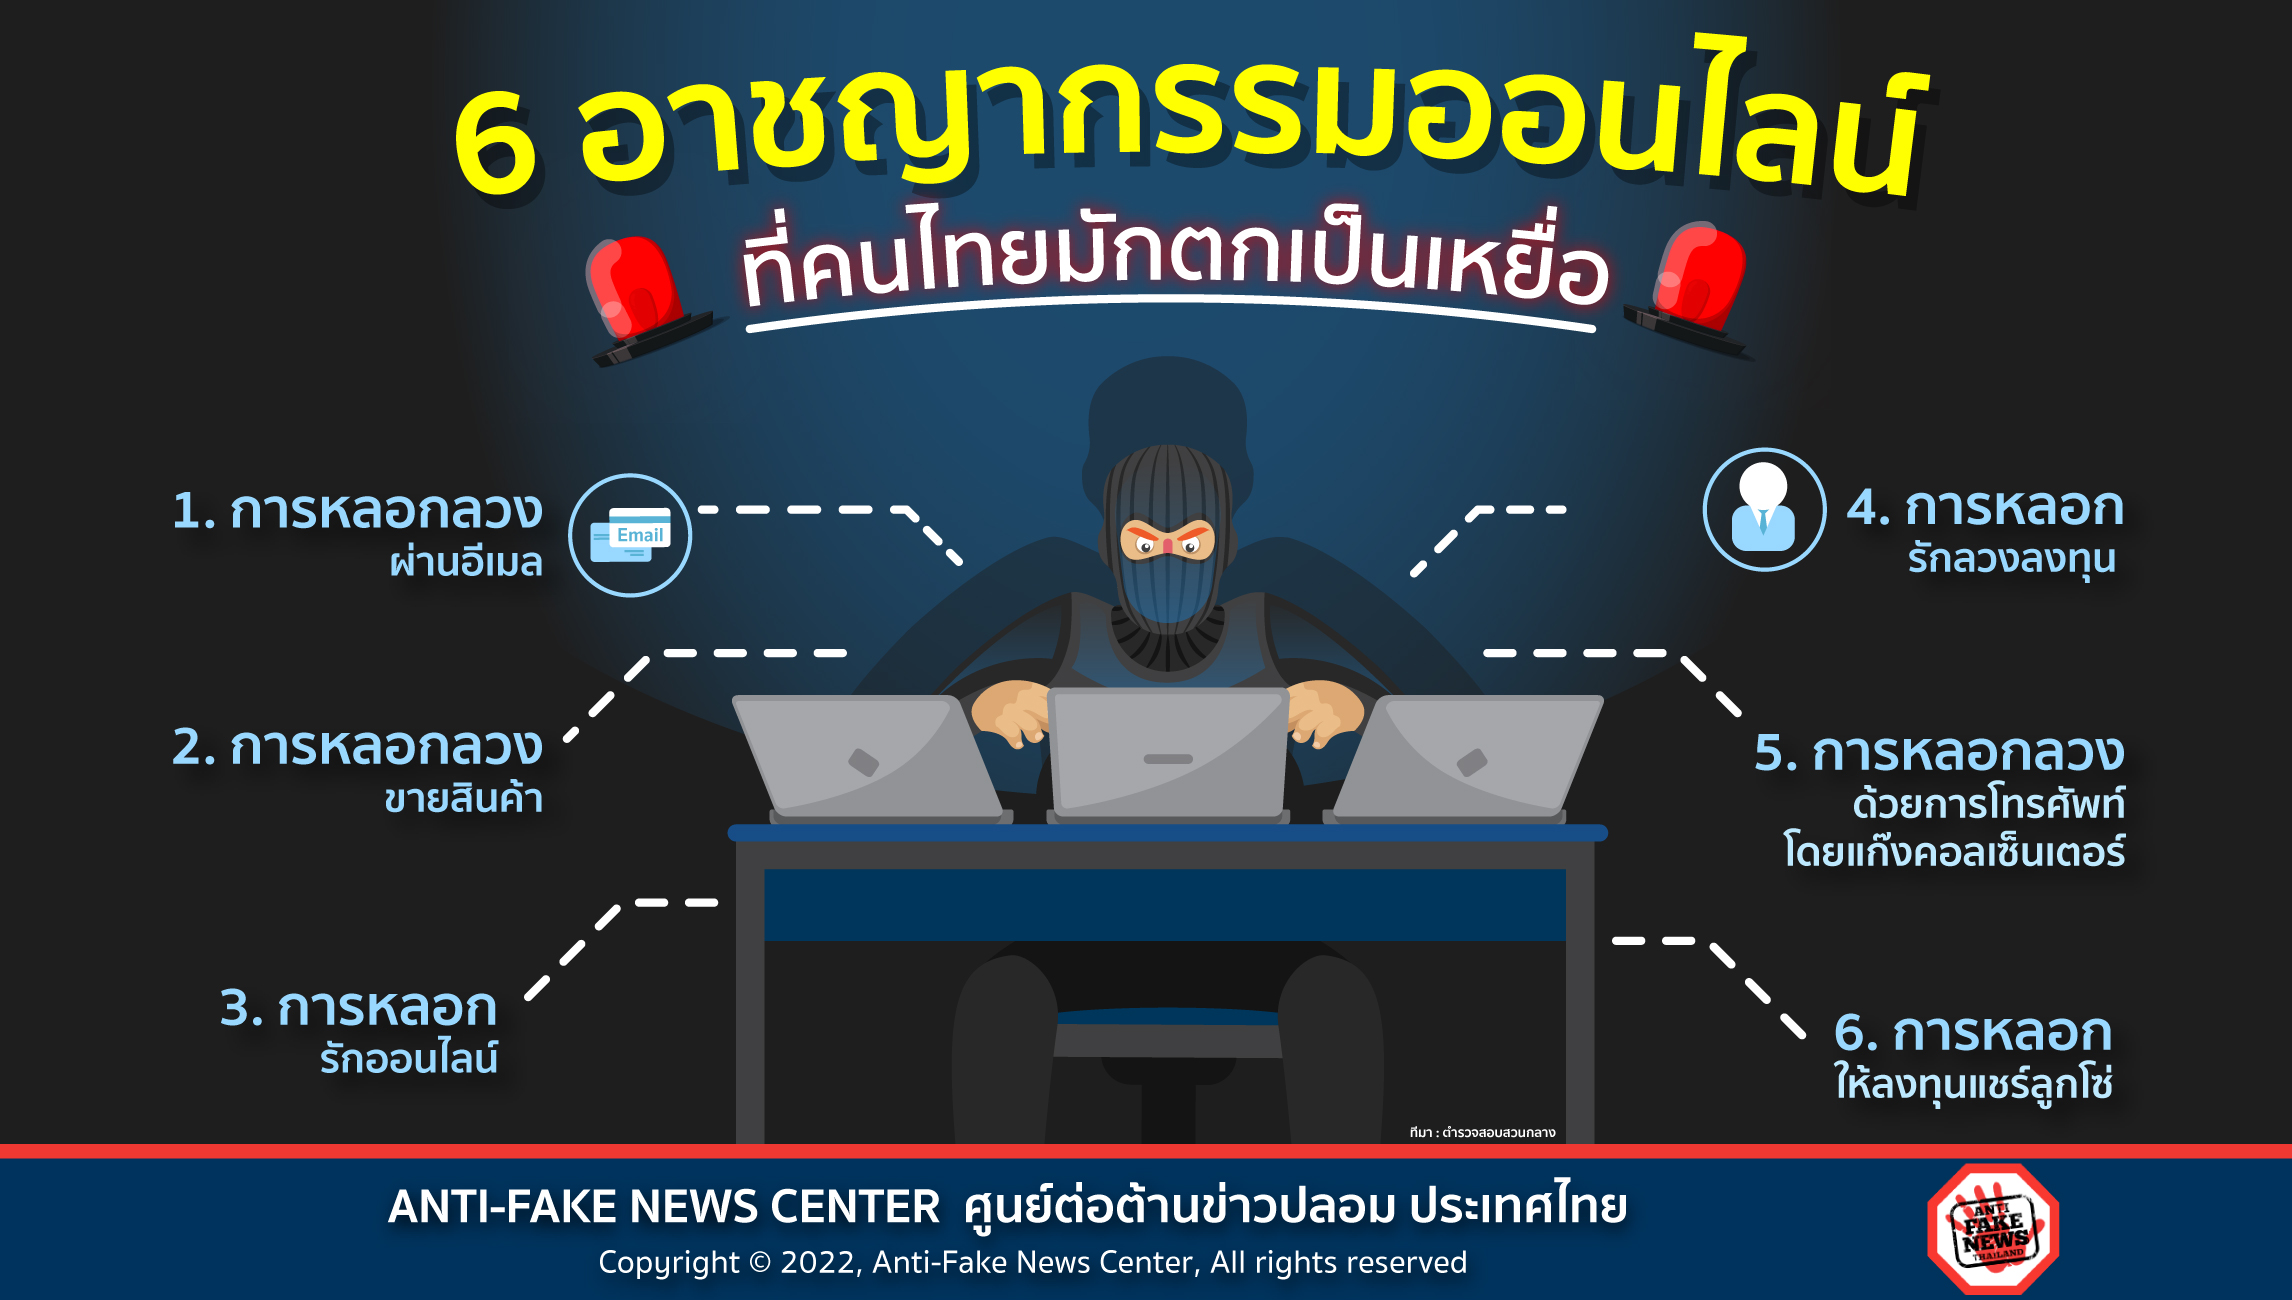 6 อาชญากรรมออนไลน์
ที่คนไทยมักตกเป็นเหยื่อ
1. การหลอกลวง
ผ่านอีเมล
Email
2. การหลอกลวง
ขายสินค้า
3. การหลอก
รักออนไลน์
4. การหลอก
รักลวงลงทุน
5. การหลอกลวง
ด้วยการโทรศัพท์
โดยแก๊งคอลเซ็นเตอร์
6. การหลอก
ให้ลงทุนแชร์ลูกโซ่
ที่มา : ตำรวจสอบสวนกลาง
ANTI-FAKE NEWS CENTER ศูนย์ต่อต้านข่าวปลอม ประเทศไทย
Copyright © 2022, Anti-Fake News Center, All rights reserved
ANTI
FAKE
NEWS
THAILAND